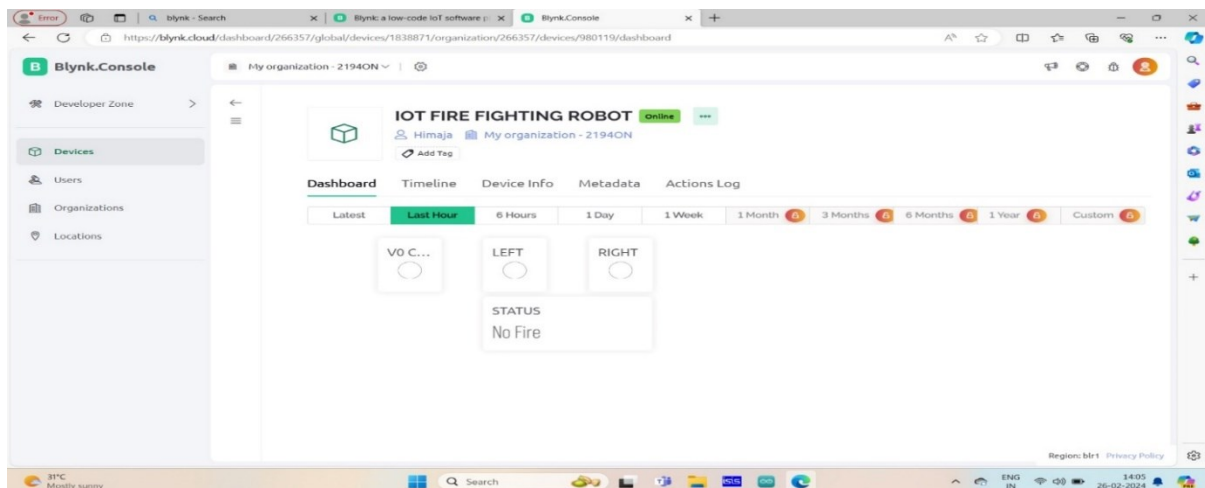 Error
blynk - Search
Blynk: a low-code IoT software p
Blynk.Console
https://blynk.cloud/dashboard/266357/global/devices/1838871/organization/266357/devices/980119/dashboard
B Blynk.Console
My organization - 2194ON
Developer Zone
Devices
Users
Organizations
Locations
IOT FIRE FIGHTING ROBOT Online
Himaja My organization - 2194ON
Add Tag
Dashboard Timeline Device Info Metadata Actions Log
Latest Last Hour 6 Hours 1 Day 1 Week 1 Month 3 Months 6 Months 1 Year Custom
V0 C... LEFT RIGHT
STATUS
No Fire
Region: blr1 Privacy Policy
31°C
Mostly sunny
Search
ISIS
ENG
IN
14:05
26-02-2024